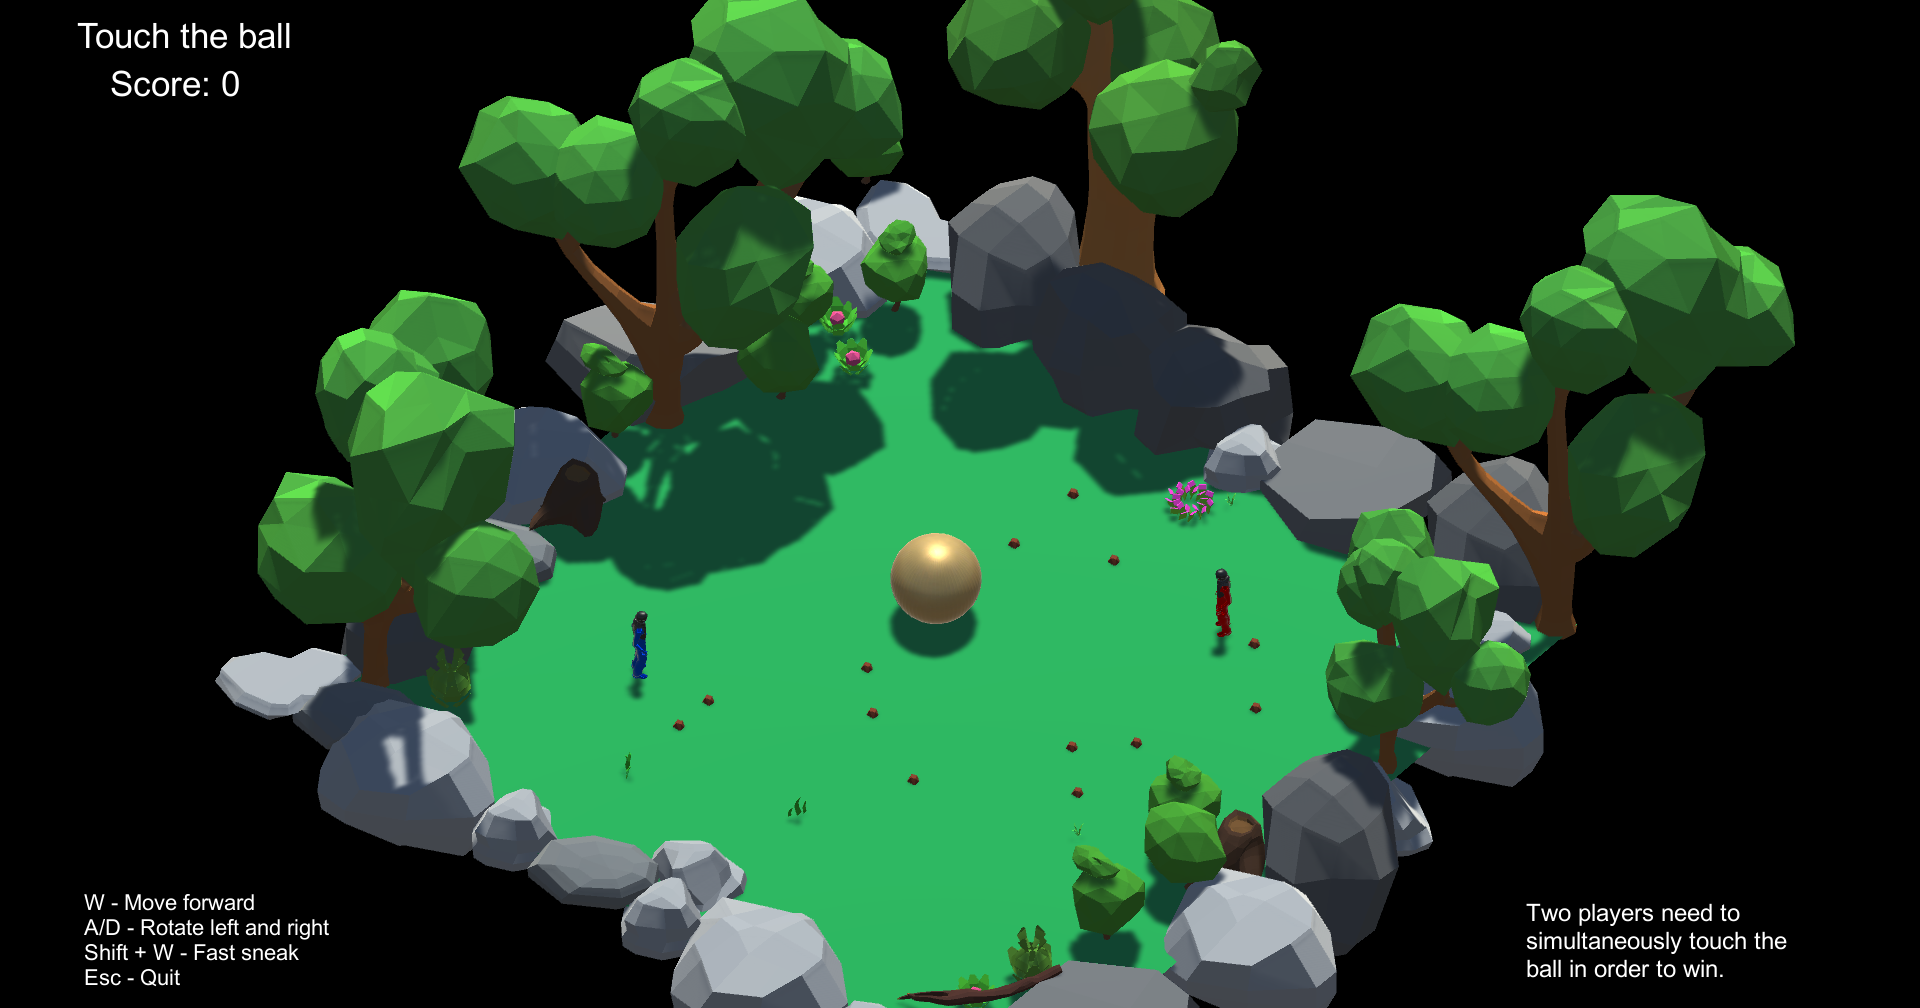 Touch the ball
Score: 0
W - Move forward
A/D - Rotate left and right
Shift + W - Fast sneak
Esc - Quit
Two players need to
simultaneously touch the
ball in order to win.